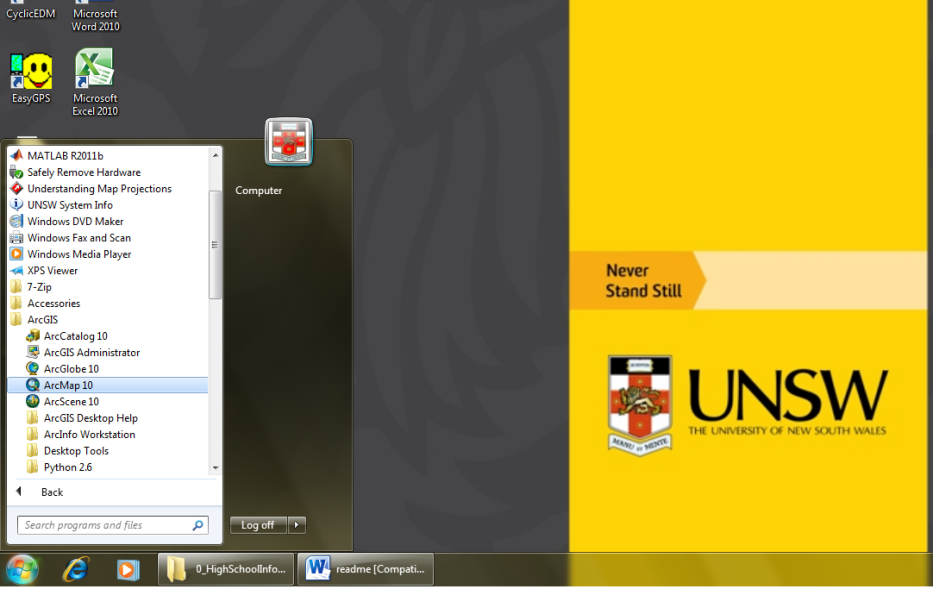 CyclicEDM
Microsoft
Word 2010
EasyGPS
Microsoft
Excel 2010
MATLAB R2011b
Safely Remove Hardware
Understanding Map Projections
UNSW System Info
Windows DVD Maker
Windows Fax and Scan
Windows Media Player
XPS Viewer
7-Zip
Accessories
ArcGIS
ArcCatalog 10
ArcGIS Administrator
ArcGlobe 10
ArcMap 10
ArcScene 10
ArcGIS Desktop Help
ArcInfo Workstation
Desktop Tools
Python 2.6
Back
Search programs and files
Computer
Log off
0_HighSchoolInfo...
readme [Compati...
Never
Stand Still
MANU ET MENTE
UNSW
THE UNIVERSITY OF NEW SOUTH WALES